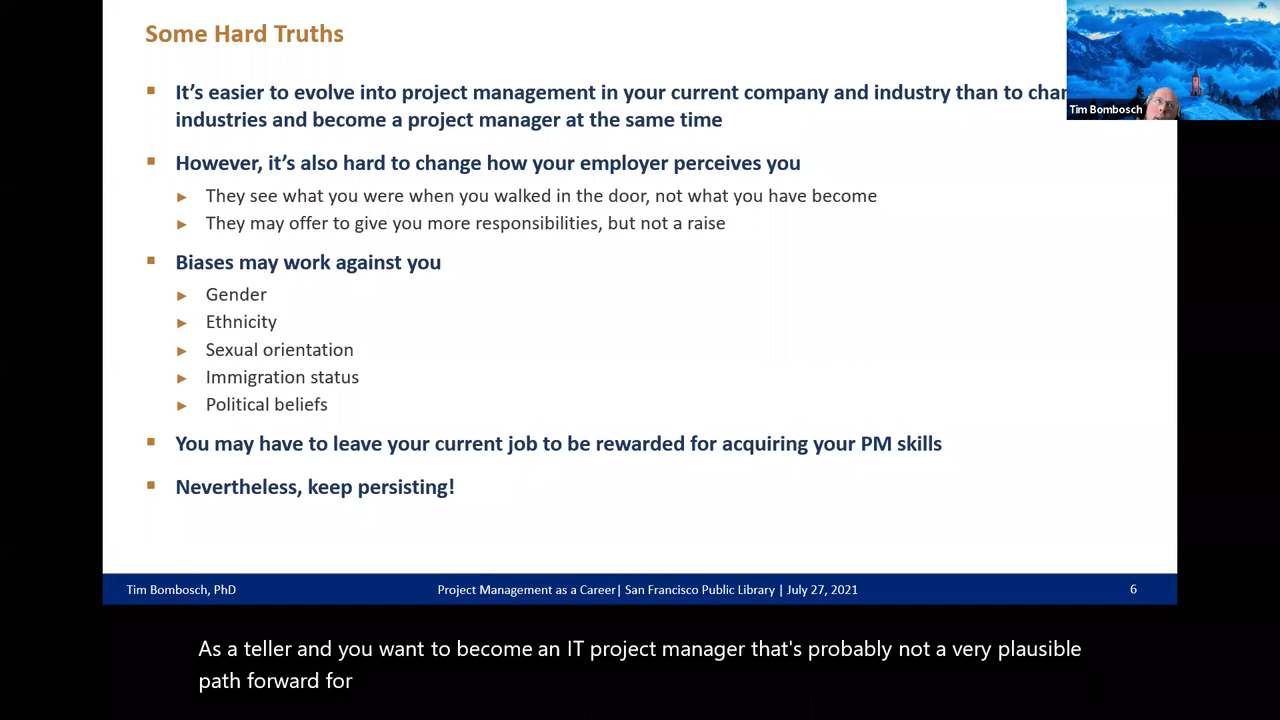 Some Hard Truths
It's easier to evolve into project management in your current company and industry than to
industries and become a project manager at the same time
However, it's also hard to change how your employer perceives you
They see what you were when you walked in the door, not what you have become
They may offer to give you more responsibilities, but not a raise
Biases may work against you
Gender
Ethnicity
Sexual orientation
Immigration status
Political beliefs
You may have to leave your current job to be rewarded for acquiring your PM skills
Nevertheless, keep persisting!
Tim Bombosch
Tim Bombosch, PhD
Project Management as a Career| San Francisco Public Library | July 27, 2021
6
As a teller and you want to become an IT project manager that's probably not a very plausible
path forward for